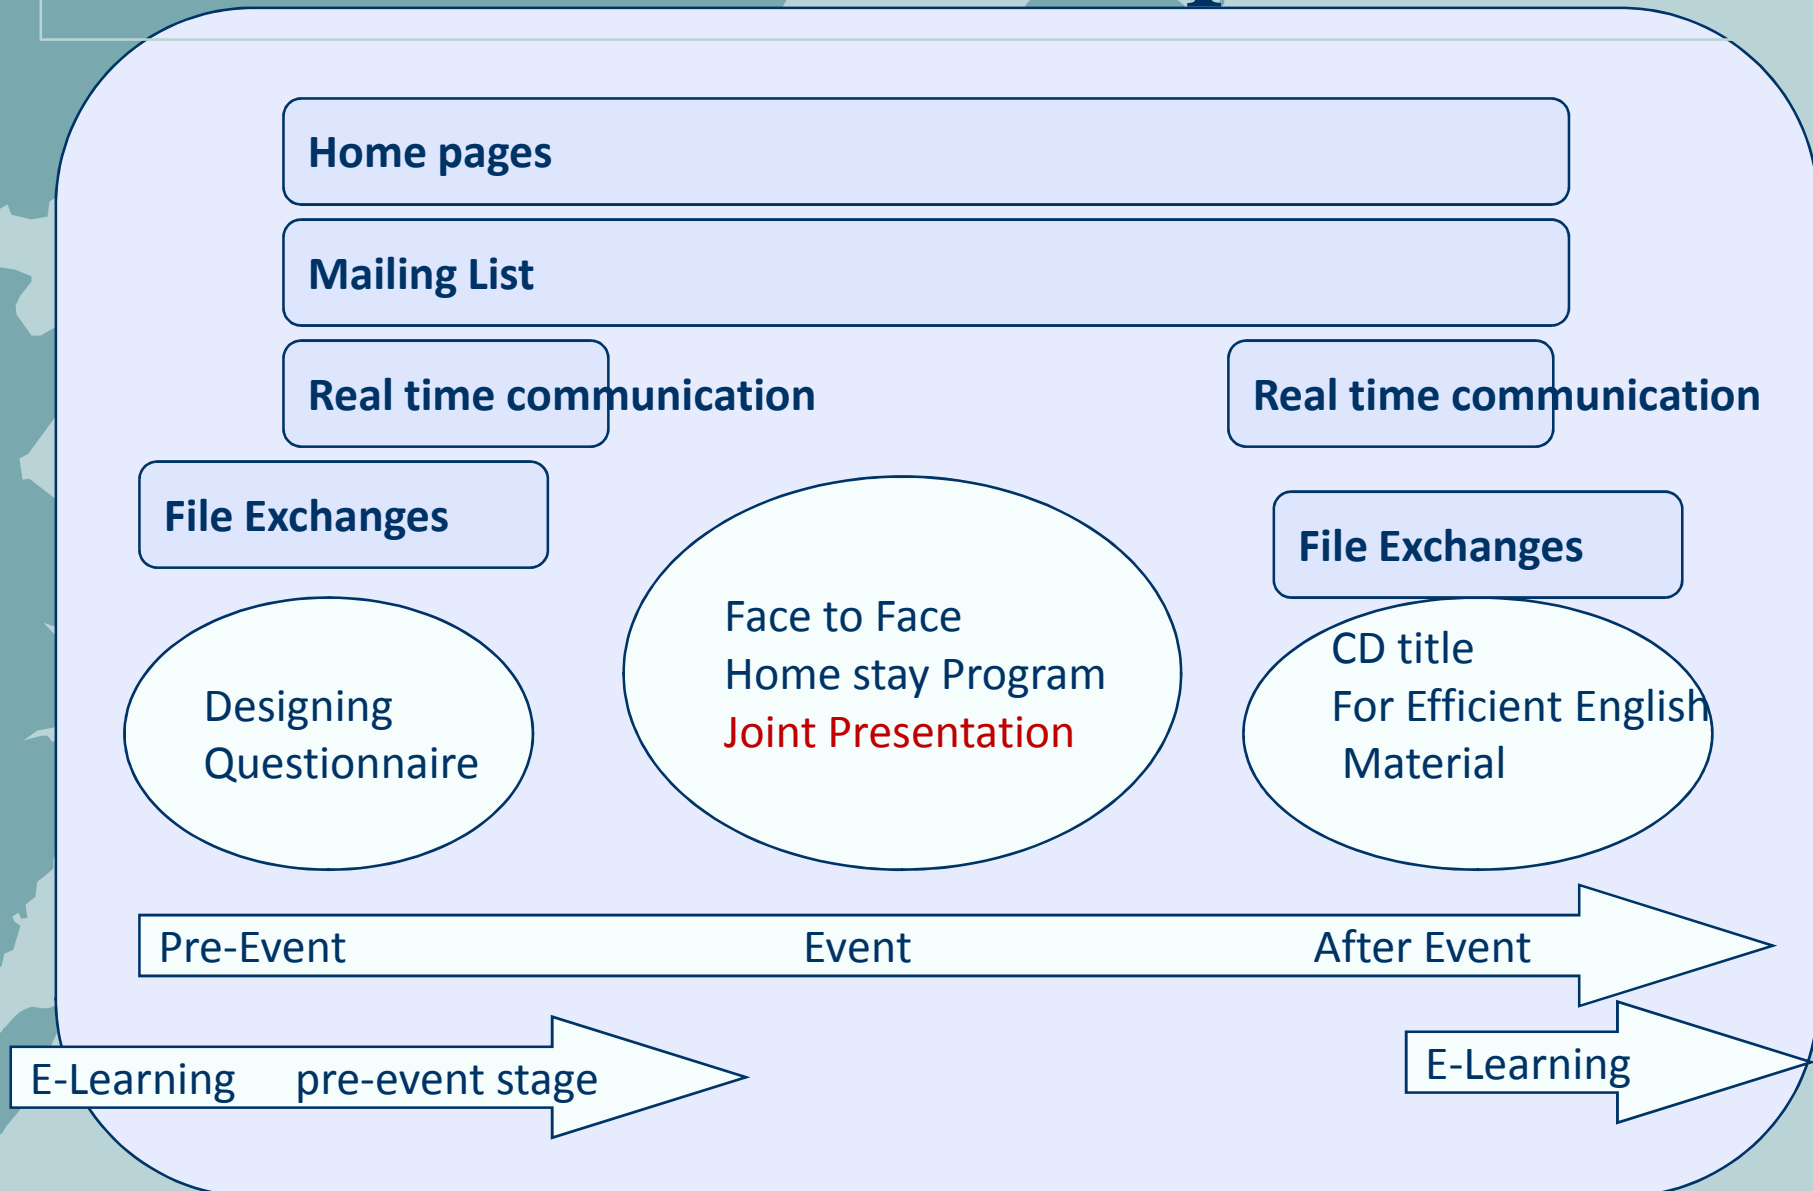 Home pages
Mailing List
Real time communication
Real time communication
File Exchanges
File Exchanges
Designing
Questionnaire
Face to Face
Home stay Program
Joint Presentation
CD title
For Efficient English
Material
Pre-Event Event After Event
E-Learning pre-event stage
E-Learning